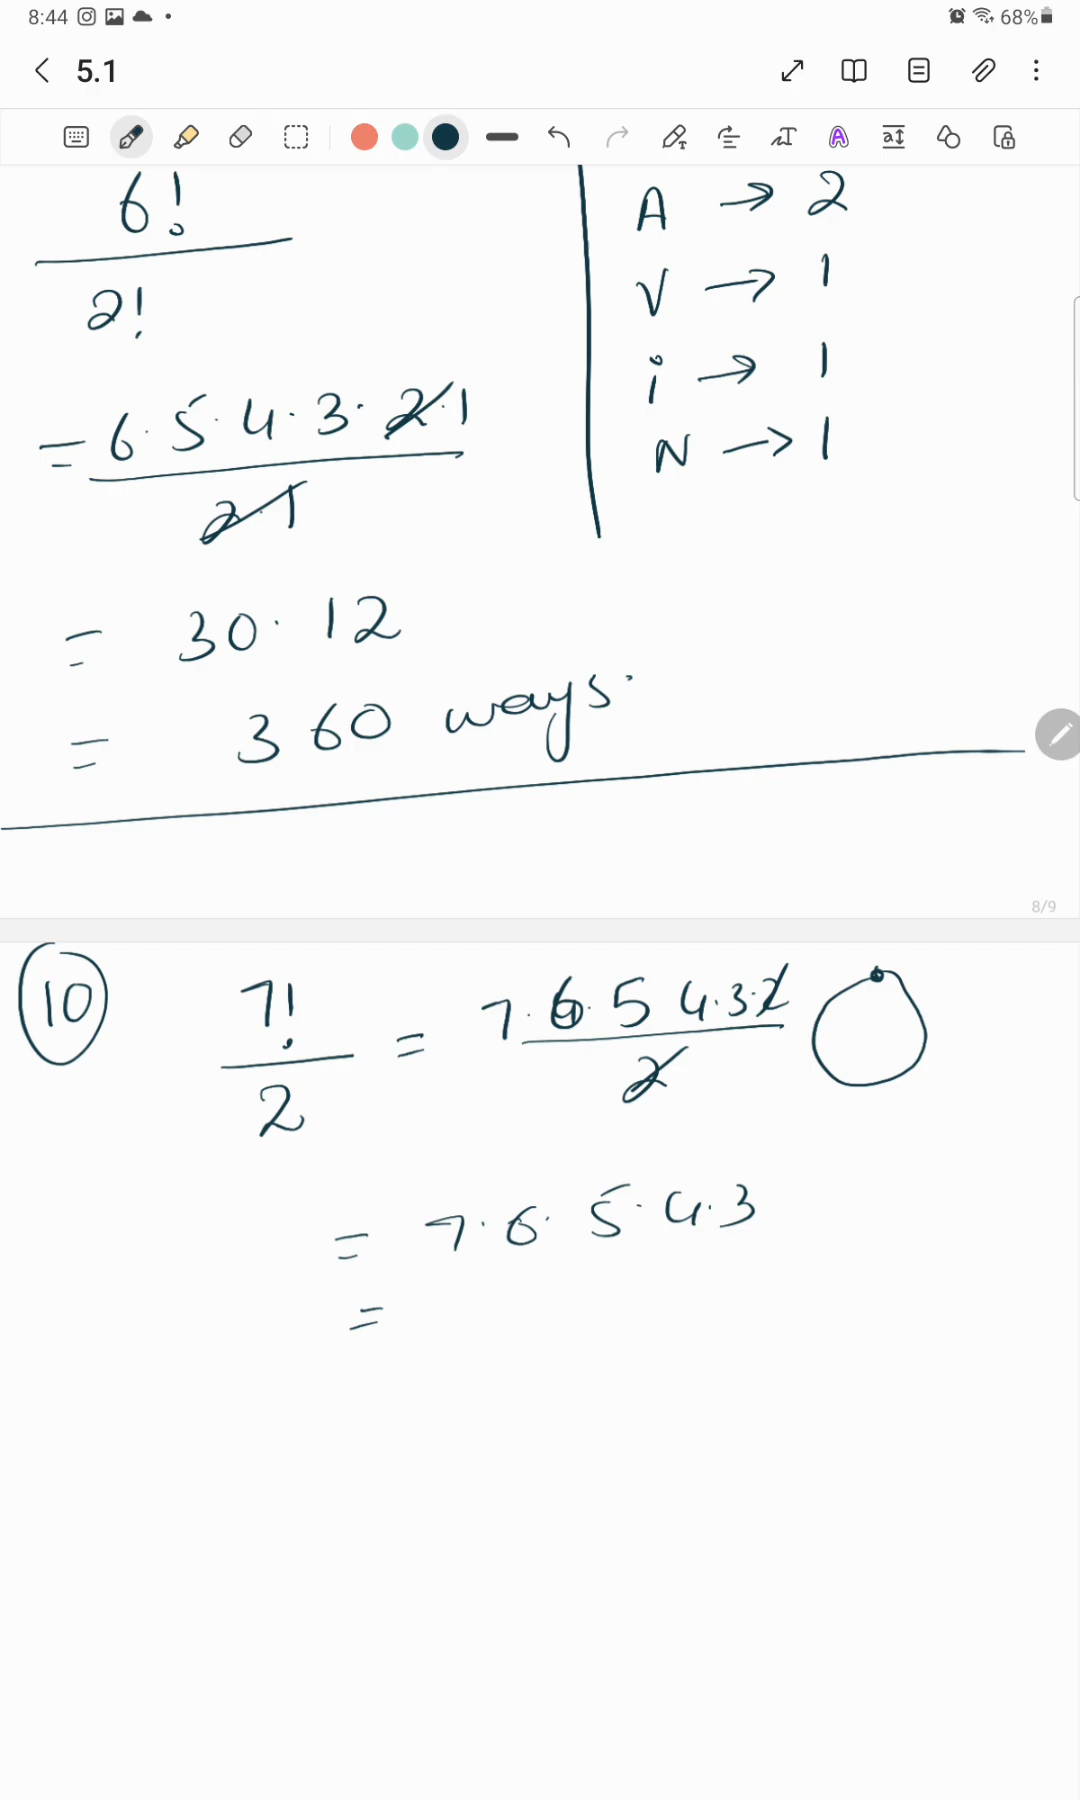 8:44
68%
5.1
6!
2!
= 6·5·4·3·2·1
2 1
= 30·12
= 360 ways.
A → 2
V → 1
i → 1
N → 1
8/9
10
7!
2
= 7·6·5 4·3·2
2
= 7·6·5·4·3
=